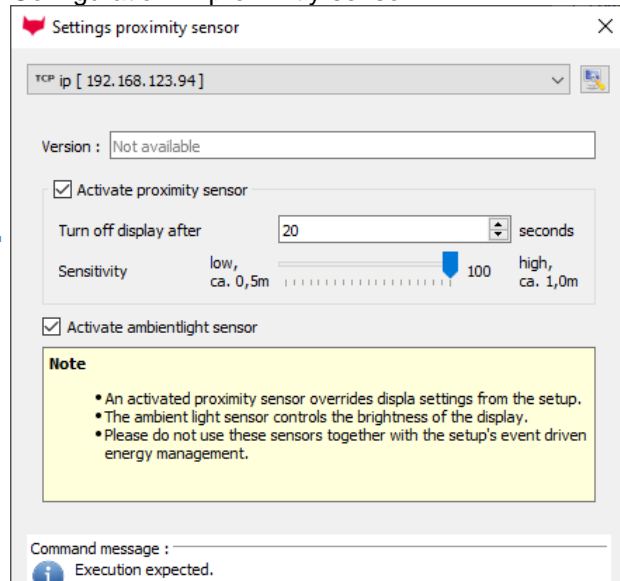 Settings proximity sensor
TCP ip [ 192.168.123.94]
Version : Not available
Activate proximity sensor
Turn off display after 20 seconds
Sensitivity low, ca. 0,5m 100 high, ca. 1,0m
Activate ambientlight sensor
Note
• An activated proximity sensor overrides displa settings from the setup.
• The ambient light sensor controls the brightness of the display.
• Please do not use these sensors together with the setup's event driven
energy management.
Command message :
Execution expected.